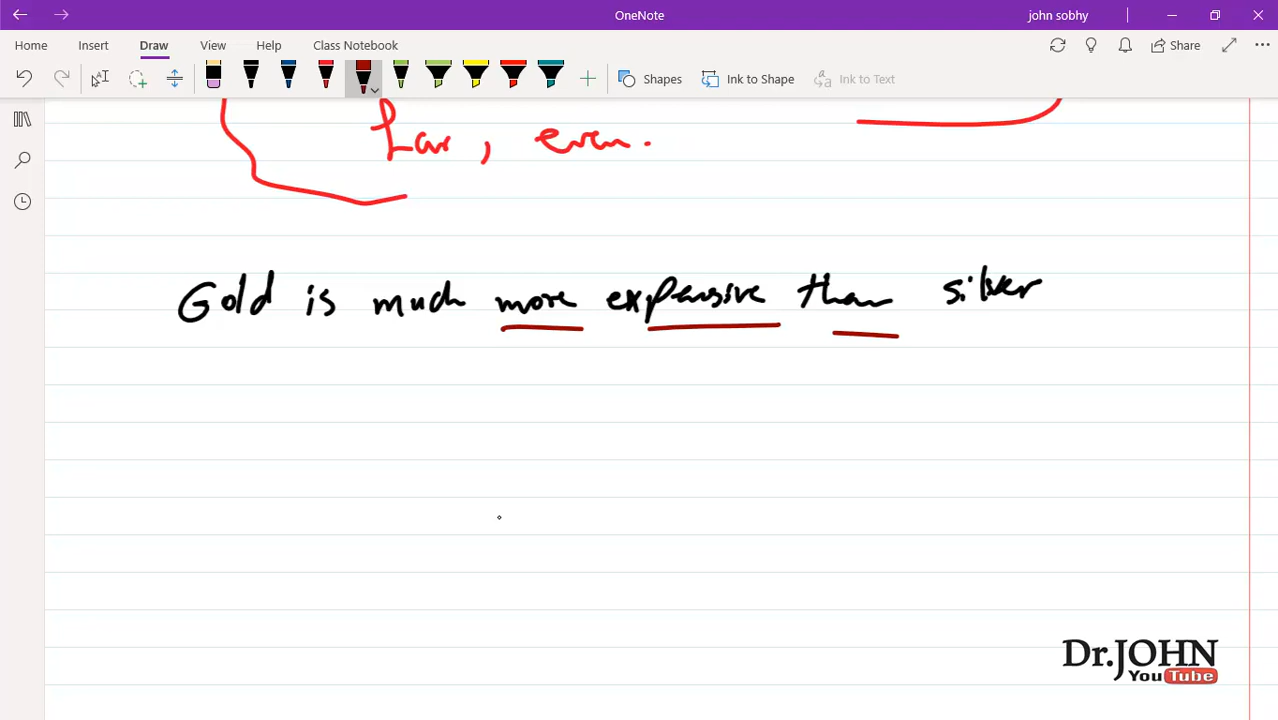 OneNote
john sobhy
Home Insert Draw View Help Class Notebook
Share
Shapes
Ink to Shape
Ink to Text
far, even.
Gold is much more expensive than silver
Dr.JOHN
YouTube